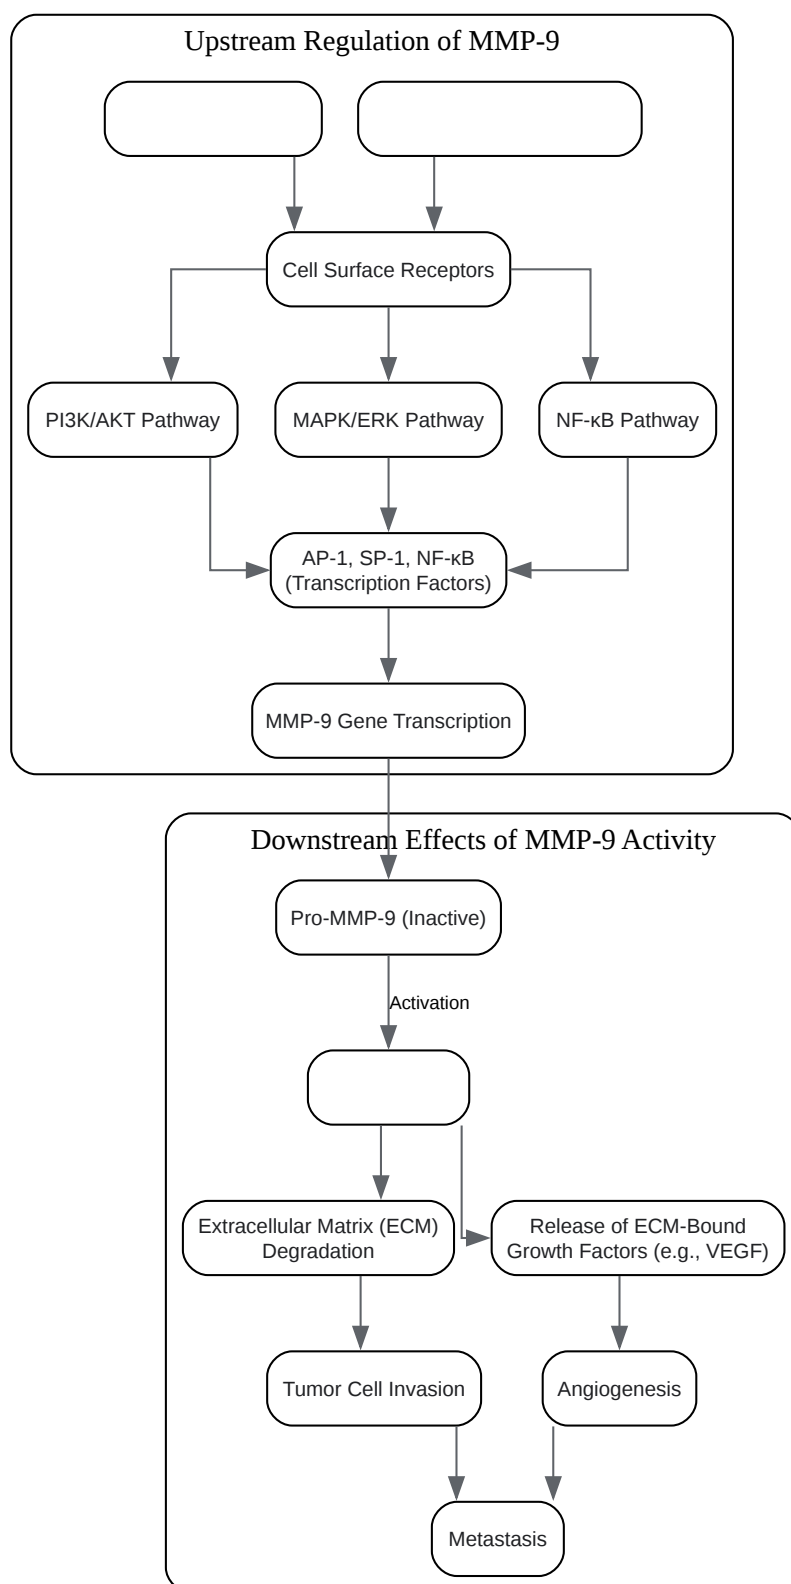 Upstream Regulation of MMP-9
Cell Surface Receptors
PI3K/AKT Pathway
MAPK/ERK Pathway
NF-κB Pathway
AP-1, SP-1, NF-κB
(Transcription Factors)
MMP-9 Gene Transcription
Downstream Effects of MMP-9 Activity
Pro-MMP-9 (Inactive)
Activation
Extracellular Matrix (ECM)
Degradation
Release of ECM-Bound
Growth Factors (e.g., VEGF)
Tumor Cell Invasion
Angiogenesis
Metastasis